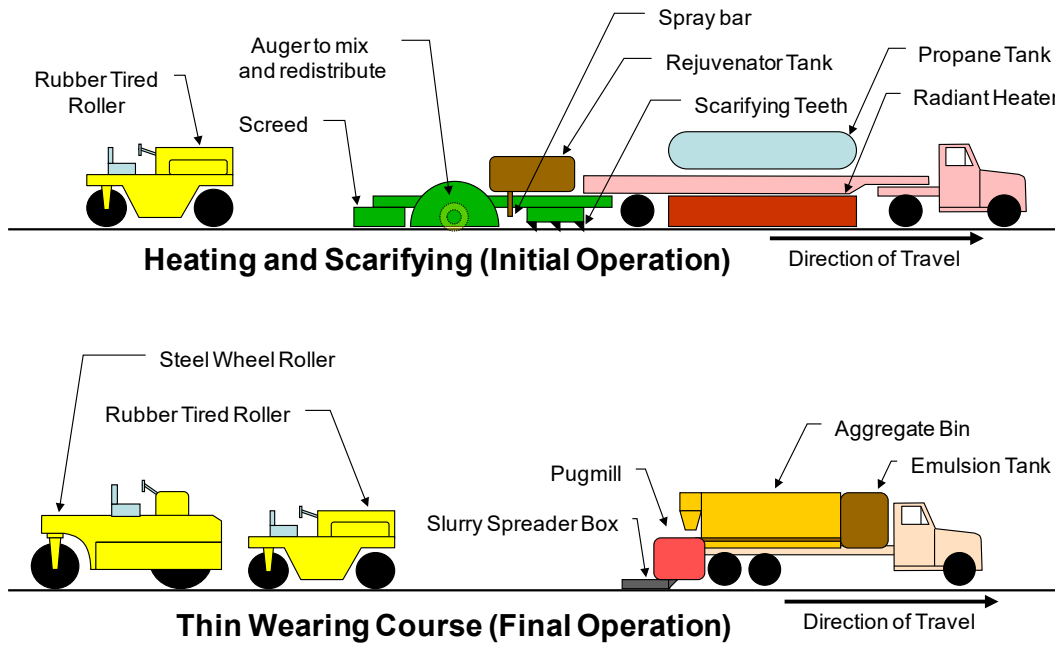 Spray bar
Auger to mix
and redistribute
Rejuvenator Tank
Propane Tank
Rubber Tired
Roller
Scarifying Teeth
Radiant Heater
Screed
Heating and Scarifying (Initial Operation)
Direction of Travel
Steel Wheel Roller
Rubber Tired Roller
Aggregate Bin
Emulsion Tank
Pugmill
Slurry Spreader Box
Thin Wearing Course (Final Operation)
Direction of Travel